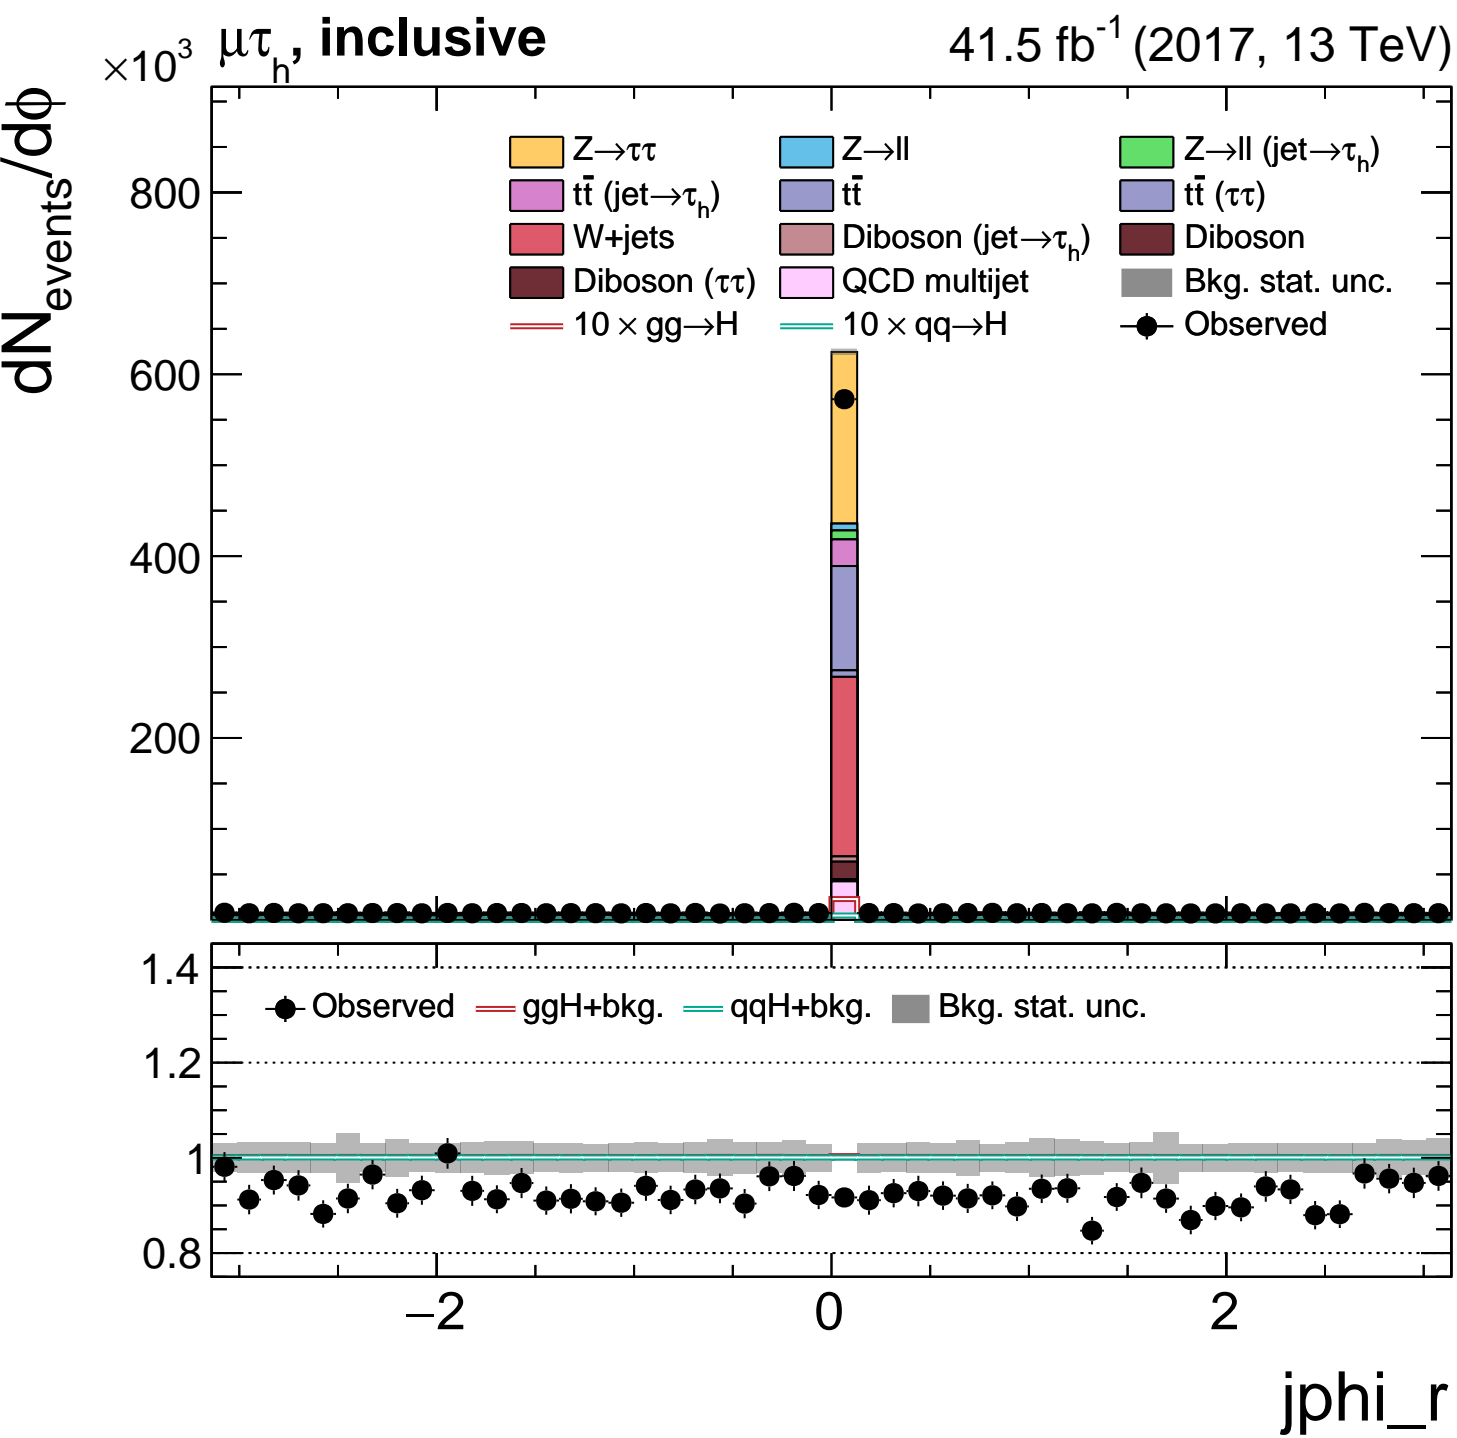 ×10³ μτₕ, inclusive 41.5 fb⁻¹ (2017, 13 TeV)
dN_events/dϕ
Z→ττ Z→ll Z→ll (jet→τₕ)
tt̄ (jet→τₕ) tt̄ tt̄ (ττ)
W+jets Diboson (jet→τₕ) Diboson
Diboson (ττ) QCD multijet Bkg. stat. unc.
10 × gg→H 10 × qq→H Observed
800
600
400
200
1.4
Observed ggH+bkg. qqH+bkg. Bkg. stat. unc.
1.2
1
0.8
−2 0 2
jphi_r